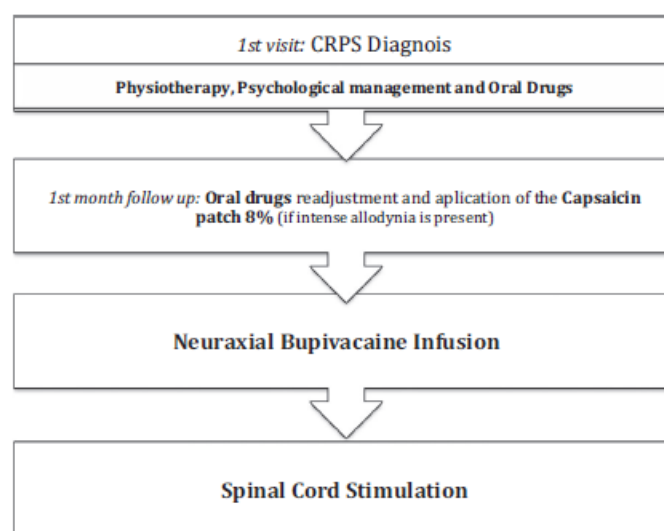 1st visit: CRPS Diagnois
Physiotherapy, Psychological management and Oral Drugs
1st month follow up: Oral drugs readjustment and aplication of the Capsaicin
patch 8% (if intense allodynia is present)
Neuraxial Bupivacaine Infusion
Spinal Cord Stimulation